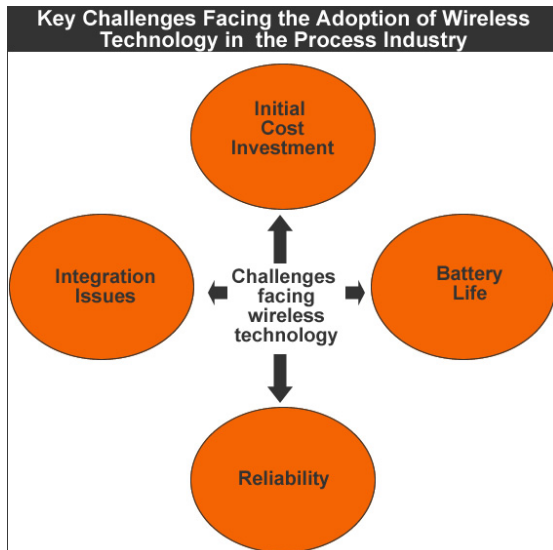 Key Challenges Facing the Adoption of Wireless
Technology in the Process Industry
Initial
Cost
Investment
Integration
Issues
Challenges
facing
wireless
technology
Battery
Life
Reliability